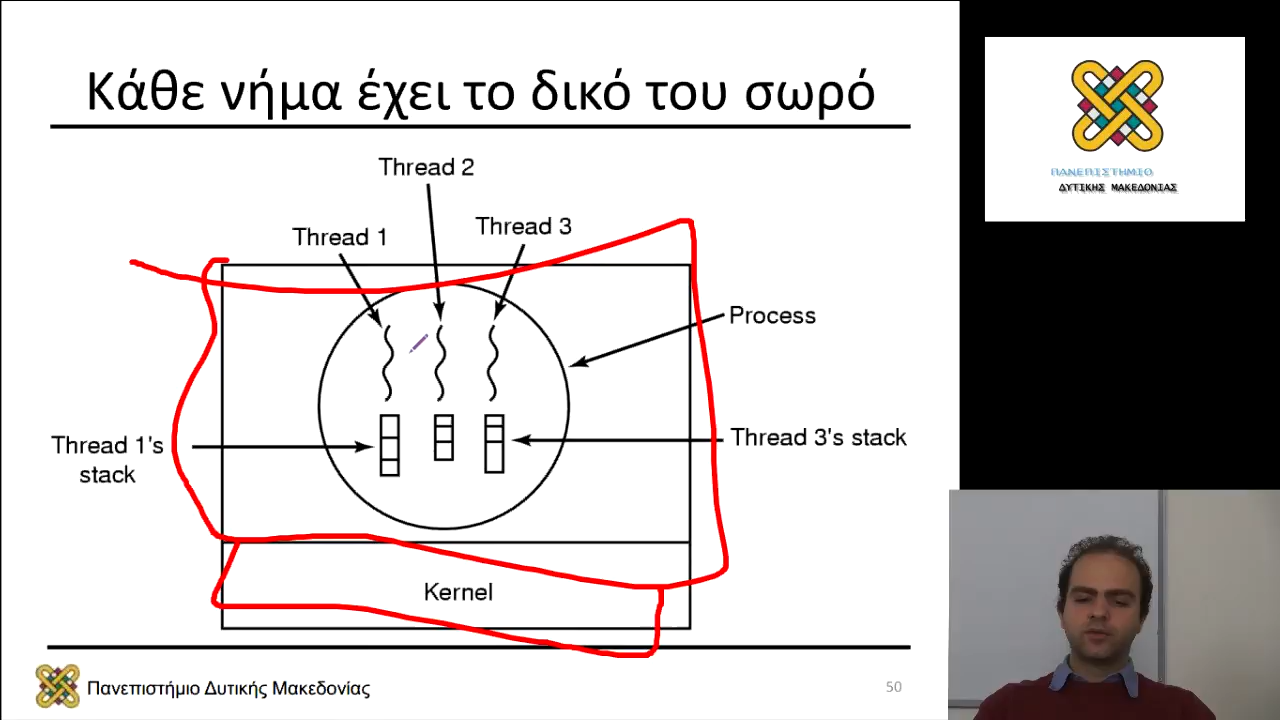 Κάθε νήμα έχει το δικό του σωρό
Thread 2
Thread 1
Thread 3
Process
Thread 1's
stack
Thread 3's stack
Kernel
Πανεπιστήμιο Δυτικής Μακεδονίας
50
ΠΑΝΕΠΙΣΤΗΜΙΟ
ΔΥΤΙΚΗΣ ΜΑΚΕΔΟΝΙΑΣ